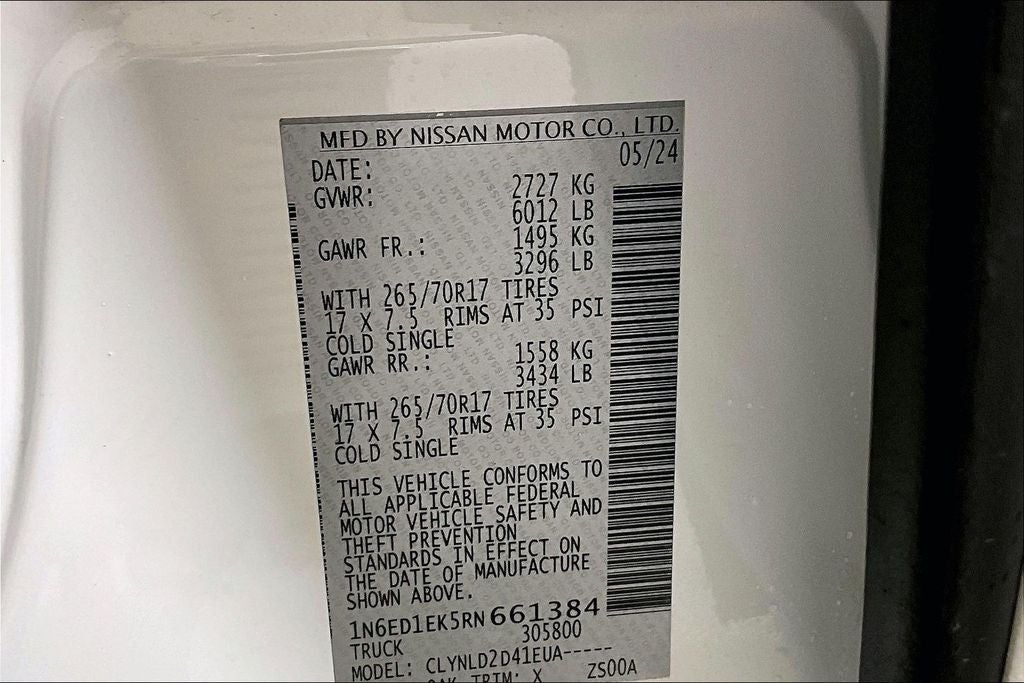 MFD BY NISSAN MOTOR CO., LTD.
DATE: 05/24
GVWR: 2727 KG
6012 LB
GAWR FR.: 1495 KG
3296 LB
WITH 265/70R17 TIRES
17 X 7.5 RIMS AT 35 PSI
COLD SINGLE
GAWR RR.: 1558 KG
3434 LB
WITH 265/70R17 TIRES
17 X 7.5 RIMS AT 35 PSI
COLD SINGLE
THIS VEHICLE CONFORMS TO
ALL APPLICABLE FEDERAL
MOTOR VEHICLE SAFETY AND
THEFT PREVENTION
STANDARDS IN EFFECT ON
THE DATE OF MANUFACTURE
SHOWN ABOVE.
1N6ED1EK5RN661384
TRUCK 305800
MODEL: CLYNLD2D41EUA-----
QAK TRIM: X ZS00A